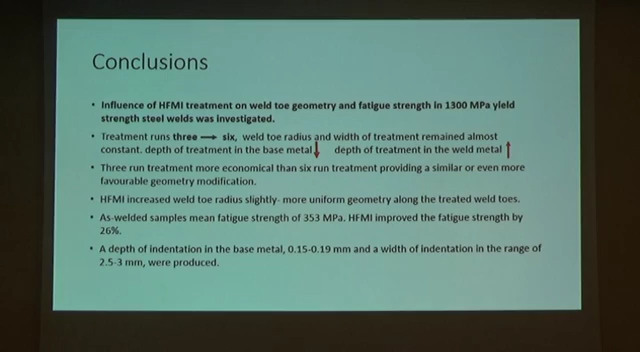 Conclusions
• Influence of HFMI treatment on weld toe geometry and fatigue strength in 1300 MPa yield
strength steel welds was investigated.
• Treatment runs three → six, weld toe radius and width of treatment remained almost
constant. depth of treatment in the base metal↓ depth of treatment in the weld metal ↑
• Three run treatment more economical than six run treatment providing a similar or even more
favourable geometry modification.
• HFMI increased weld toe radius slightly- more uniform geometry along the treated weld toes.
• As-welded samples mean fatigue strength of 353 MPa. HFMI improved the fatigue strength by
26%.
• A depth of indentation in the base metal, 0.15-0.19 mm and a width of indentation in the range of
2.5-3 mm, were produced.